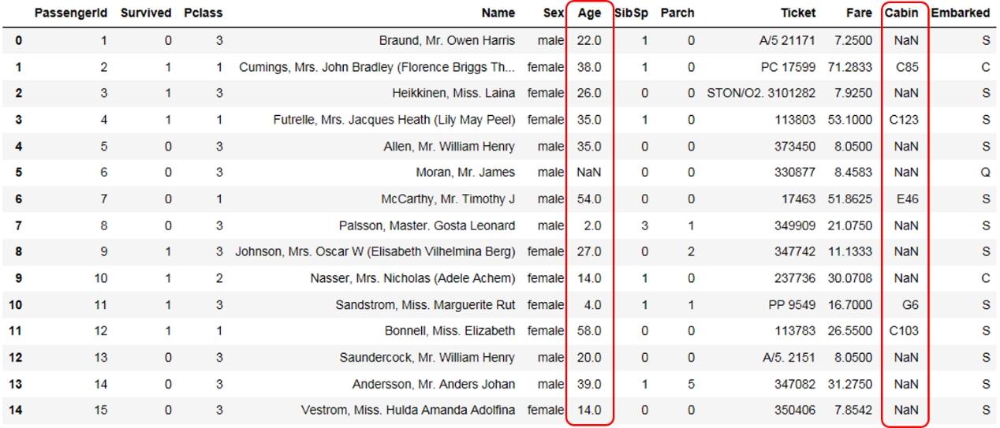 PassengerId Survived Pclass Name Sex Age SibSp Parch Ticket Fare Cabin Embarked
0 1 0 3 Braund, Mr. Owen Harris male 22.0 1 0 A/5 21171 7.2500 NaN S
1 2 1 1 Cumings, Mrs. John Bradley (Florence Briggs Th... female 38.0 1 0 PC 17599 71.2833 C85 C
2 3 1 3 Heikkinen, Miss. Laina female 26.0 0 0 STON/O2. 3101282 7.9250 NaN S
3 4 1 1 Futrelle, Mrs. Jacques Heath (Lily May Peel) female 35.0 1 0 113803 53.1000 C123 S
4 5 0 3 Allen, Mr. William Henry male 35.0 0 0 373450 8.0500 NaN S
5 6 0 3 Moran, Mr. James male NaN 0 0 330877 8.4583 NaN Q
6 7 0 1 McCarthy, Mr. Timothy J male 54.0 0 0 17463 51.8625 E46 S
7 8 0 3 Palsson, Master. Gosta Leonard male 2.0 3 1 349909 21.0750 NaN S
8 9 1 3 Johnson, Mrs. Oscar W (Elisabeth Vilhelmina Berg) female 27.0 0 2 347742 11.1333 NaN S
9 10 1 2 Nasser, Mrs. Nicholas (Adele Achem) female 14.0 1 0 237736 30.0708 NaN C
10 11 1 3 Sandstrom, Miss. Marguerite Rut female 4.0 1 1 PP 9549 16.7000 G6 S
11 12 1 1 Bonnell, Miss. Elizabeth female 58.0 0 0 113783 26.5500 C103 S
12 13 0 3 Saundercock, Mr. William Henry male 20.0 0 0 A/5. 2151 8.0500 NaN S
13 14 0 3 Andersson, Mr. Anders Johan male 39.0 1 5 347082 31.2750 NaN S
14 15 0 3 Vestrom, Miss. Hulda Amanda Adolfina female 14.0 0 0 350406 7.8542 NaN S